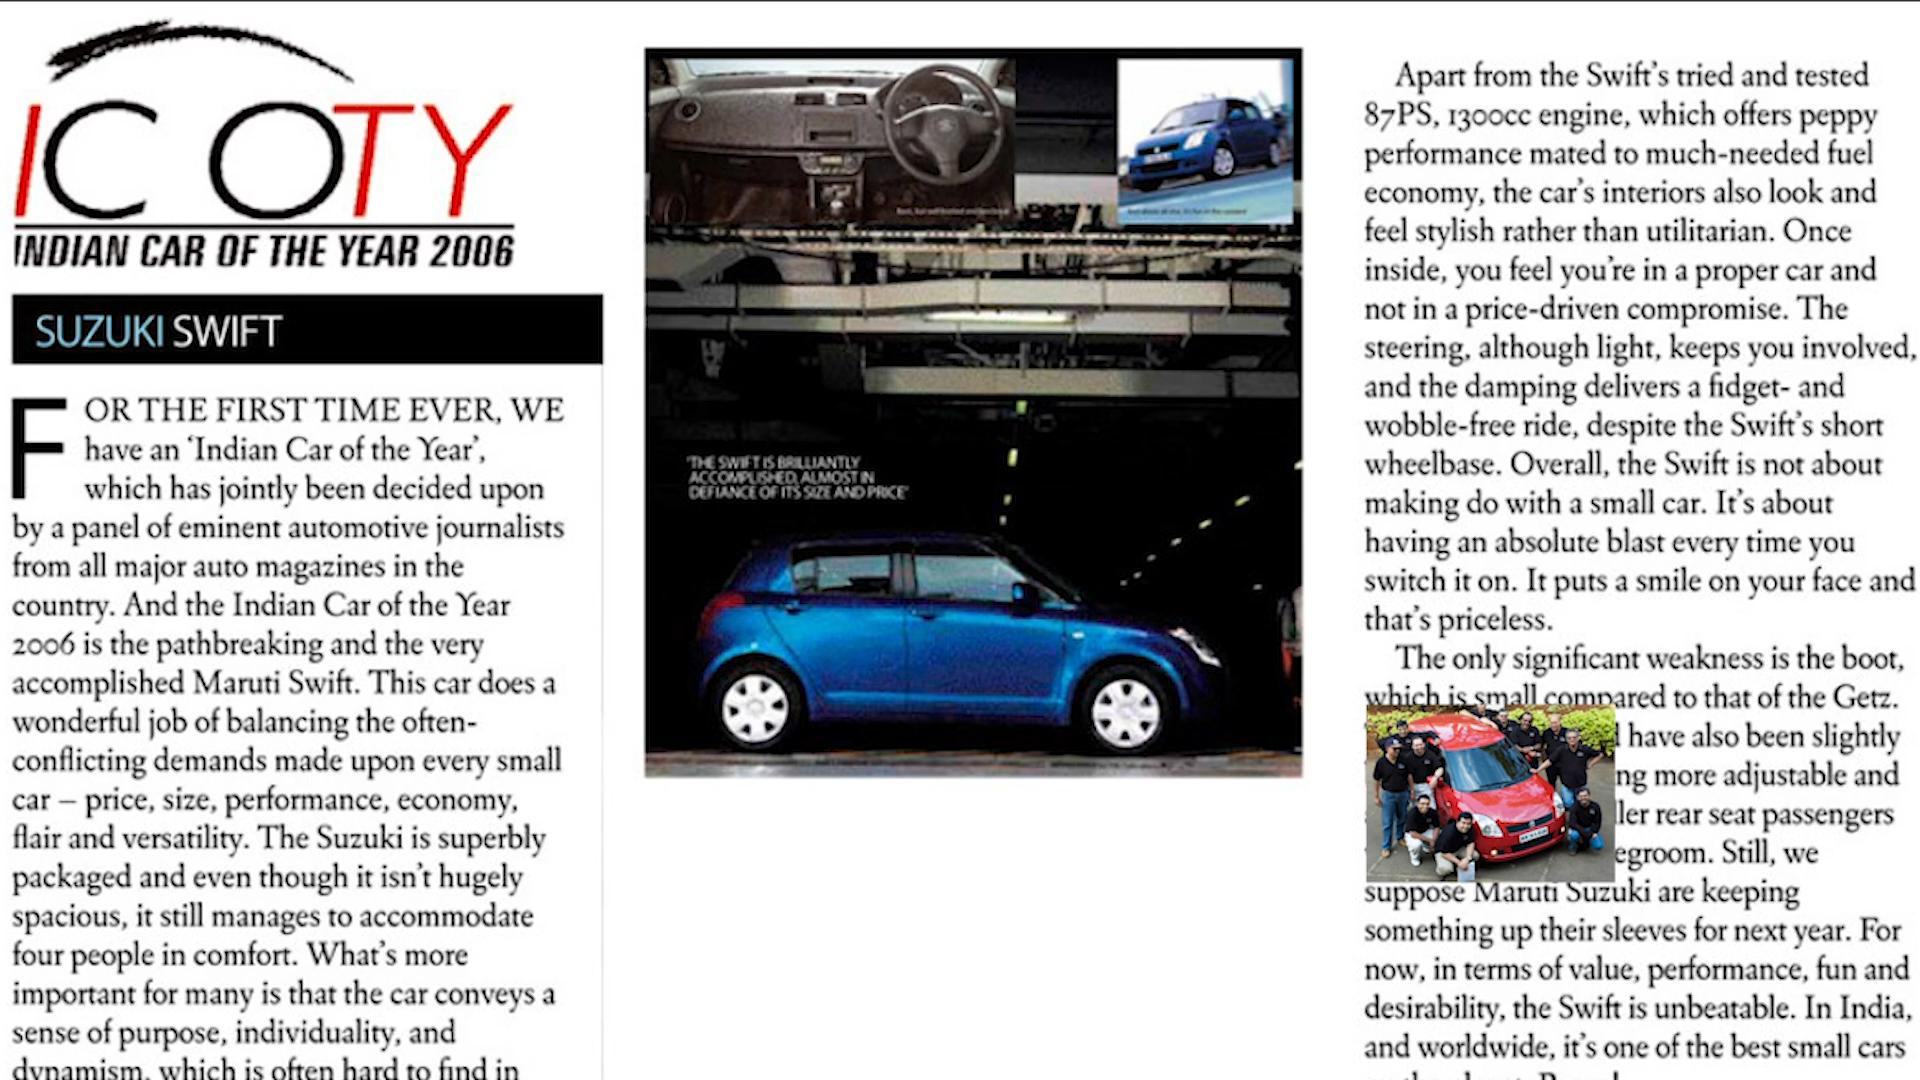 ICOTY
INDIAN CAR OF THE YEAR 2006
SUZUKI SWIFT
FOR THE FIRST TIME EVER, WE
have an ‘Indian Car of the Year’,
which has jointly been decided upon
by a panel of eminent automotive journalists
from all major auto magazines in the
country. And the Indian Car of the Year
2006 is the pathbreaking and the very
accomplished Maruti Swift. This car does a
wonderful job of balancing the often-
conflicting demands made upon every small
car – price, size, performance, economy,
flair and versatility. The Suzuki is superbly
packaged and even though it isn’t hugely
spacious, it still manages to accommodate
four people in comfort. What’s more
important for many is that the car conveys a
sense of purpose, individuality, and
dynamism, which is often hard to find in
‘THE SWIFT IS BRILLIANTLY
ACCOMPLISHED, ALMOST IN
DEFIANCE OF ITS SIZE AND PRICE’
Apart from the Swift’s tried and tested
87PS, 1300cc engine, which offers peppy
performance mated to much-needed fuel
economy, the car’s interiors also look and
feel stylish rather than utilitarian. Once
inside, you feel you’re in a proper car and
not in a price-driven compromise. The
steering, although light, keeps you involved,
and the damping delivers a fidget- and
wobble-free ride, despite the Swift’s short
wheelbase. Overall, the Swift is not about
making do with a small car. It’s about
having an absolute blast every time you
switch it on. It puts a smile on your face and
that’s priceless.
The only significant weakness is the boot,
which is small compared to that of the Getz.
have also been slightly
more adjustable and
rear seat passengers
Still, we
suppose Maruti Suzuki are keeping
something up their sleeves for next year. For
now, in terms of value, performance, fun and
desirability, the Swift is unbeatable. In India,
and worldwide, it’s one of the best small cars